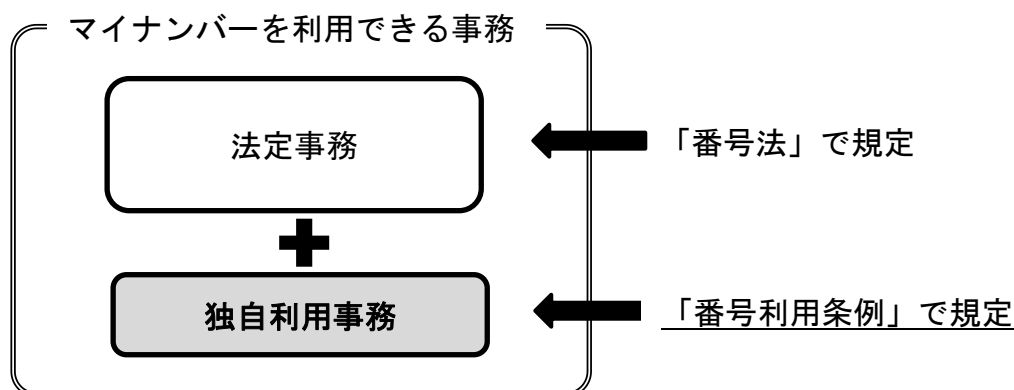 マイナンバーを利用できる事務
法定事務
「番号法」で規定
独自利用事務
「番号利用条例」で規定